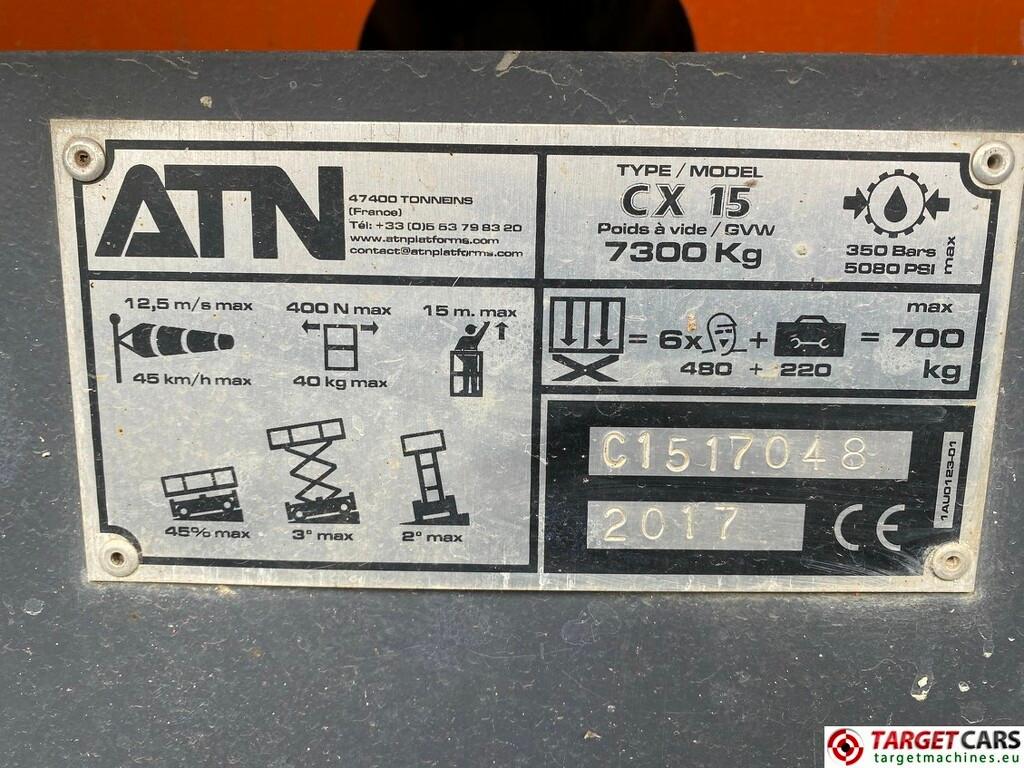 ATN
47400 TONNEINS
(France)
Tél: +33 (0)5 53 79 83 20
www.atnplatforms.com
contact@atnplatforms.com
TYPE / MODEL
CX 15
Poids à vide / GVW
7300 Kg
350 Bars
5080 PSI
max
12,5 m/s max
45 km/h max
400 N max
40 kg max
15 m. max
45% max
3° max
2° max
max
= 6x + = 700
480 + 220 kg
C1517048
2017
CE
1AU0123-01
TARGETCARS
targetmachines.eu